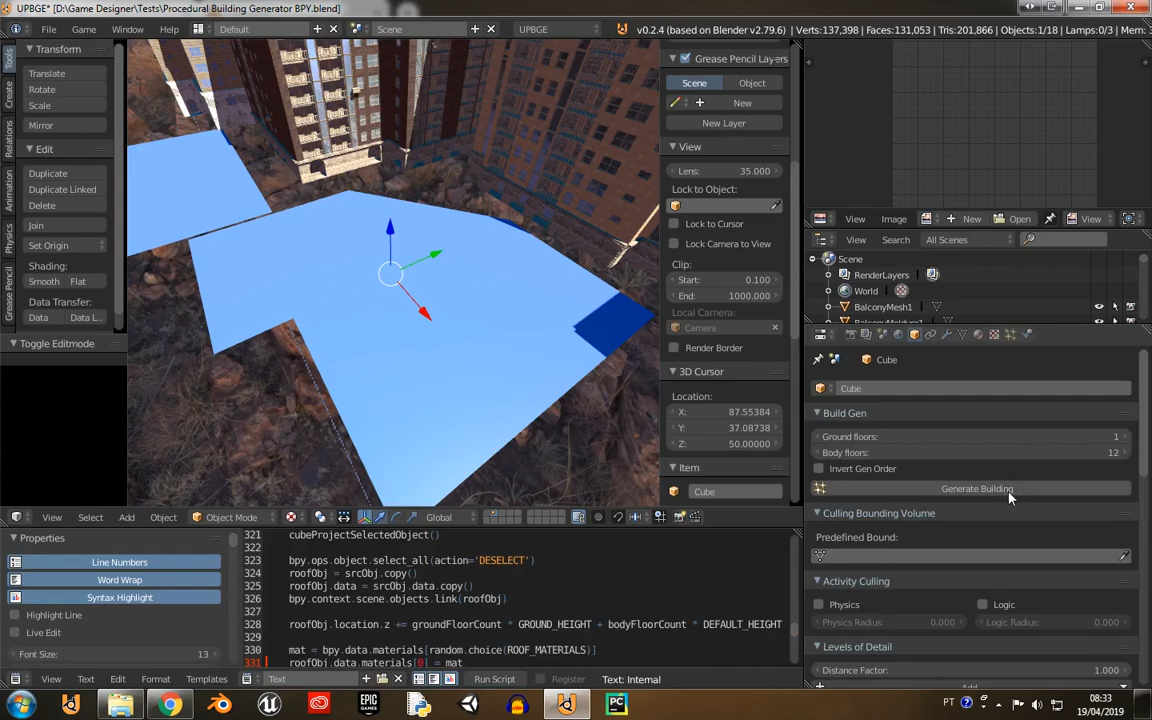 UPBGE* [D:\Game Designer\Tests\Procedural Building Generator BPY.blend]
File Game Window Help Default Scene UPBGE v0.2.4 (based on Blender v2.79.6) | Verts:137,398 | Faces:131,053 | Tris:201,866 | Objects:1/18 | Lamps:0/3 | Mem:
Tools
Create
Relations
Animation
Physics
Grease Pencil
Transform
Translate
Rotate
Scale
Mirror
Edit
Duplicate
Duplicate Linked
Delete
Join
Set Origin
Shading:
Smooth Flat
Data Transfer:
Data Data L..
Toggle Editmode
Grease Pencil Layers
Scene Object
New
New Layer
View
Lens: 35.000
Lock to Object:
Lock to Cursor
Lock Camera to View
Clip:
Start: 0.100
End: 1000.000
Local Camera:
Camera
Render Border
3D Cursor
Location:
X: 87.55384
Y: 37.08738
Z: 50.00000
Item
Cube
View Select Add Object Object Mode Global
Properties
Line Numbers
Word Wrap
Syntax Highlight
Highlight Line
Live Edit
Font Size: 13
321 cubeProjectSelectedObject()
322
323 bpy.ops.object.select_all(action='DESELECT')
324 roofObj = srcObj.copy()
325 roofObj.data = srcObj.data.copy()
326 bpy.context.scene.objects.link(roofObj)
327
328 roofObj.location.z += groundFloorCount * GROUND_HEIGHT + bodyFloorCount * DEFAULT_HEIGHT
329
330 mat = bpy.data.materials[random.choice(ROOF_MATERIALS)]
331 roofObj.data.materials[0] = mat
View Text Edit Format Templates Text Run Script Register Text: Internal
View Image New Open View
View Search All Scenes
Scene
RenderLayers
World
BalconyMesh1
Cube
Cube
Build Gen
Ground floors: 1
Body floors: 12
Invert Gen Order
Generate Building
Culling Bounding Volume
Predefined Bound:
Activity Culling
Physics Logic
Physics Radius: 0.000 Logic Radius: 0.000
Levels of Detail
Distance Factor: 1.000
PT 08:33
19/04/2019